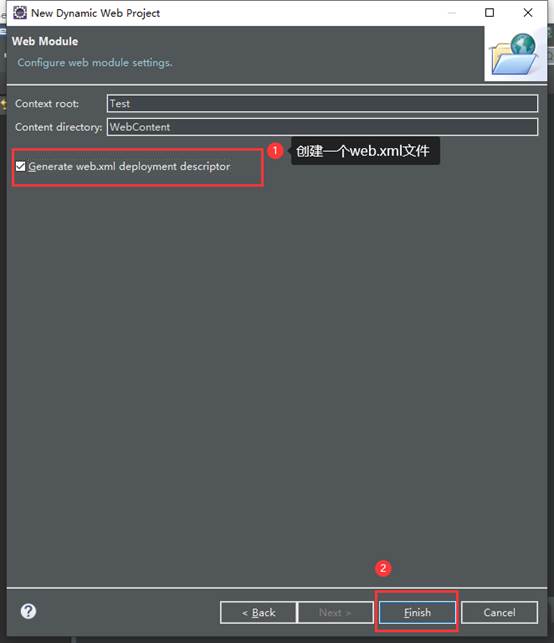 New Dynamic Web Project
Web Module
Configure web module settings.
Context root: Test
Content directory: WebContent
1 创建一个web.xml文件
Generate web.xml deployment descriptor
2
? < Back Next > Finish Cancel